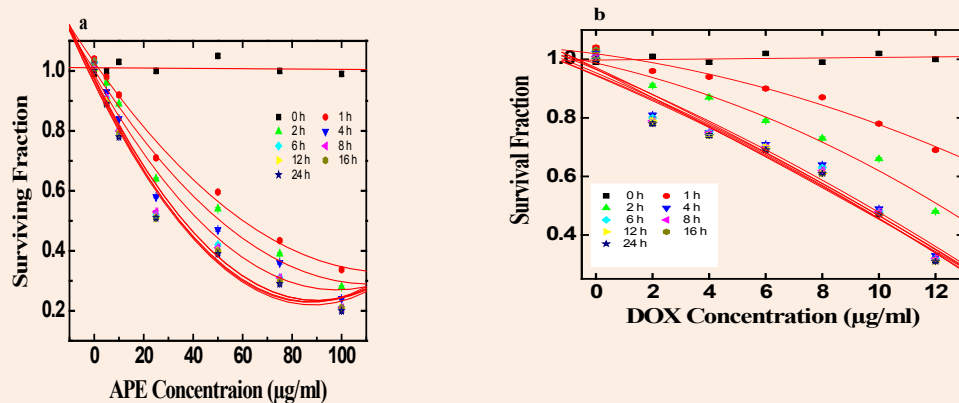 a
Surviving Fraction
1.0
0.8
0.6
0.4
0.2
0 h 1 h
2 h 4 h
6 h 8 h
12 h 16 h
24 h
0 20 40 60 80 100
APE Concentraion (µg/ml)
b
Survival Fraction
1.0
0.8
0.6
0.4
0 h 1 h
2 h 4 h
6 h 8 h
12 h 16 h
24 h
0 2 4 6 8 10 12
DOX Concentration (µg/ml)